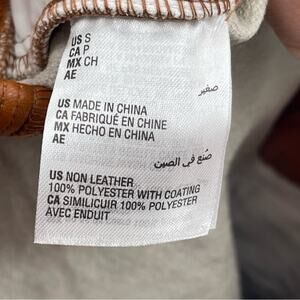 US S
CA P
MX CH
AE
صغير
US MADE IN CHINA
CA FABRIQUÉ EN CHINE
MX HECHO EN CHINA
AE
صُنع في الصين
US NON LEATHER
100% POLYESTER WITH COATING
CA SIMILICUIR 100% POLYESTER
AVEC ENDUIT